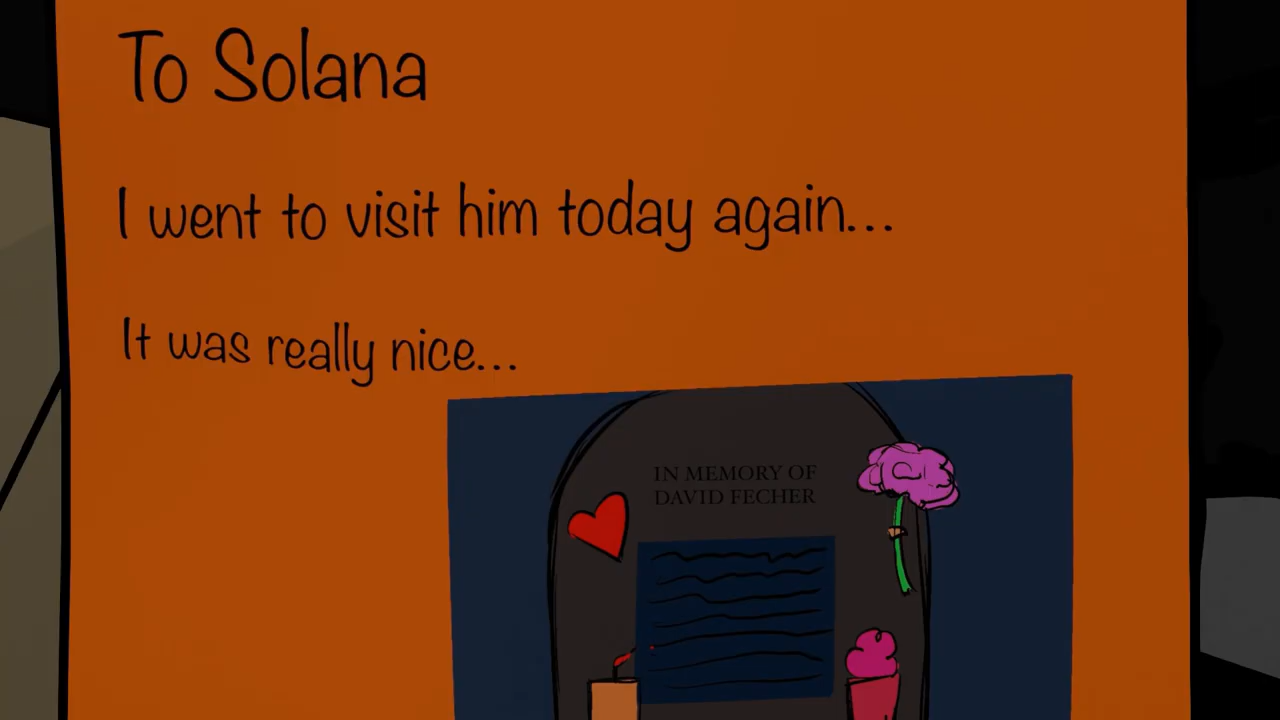 To Solana
I went to visit him today again...
It was really nice...
IN MEMORY OF
DAVID FECHER